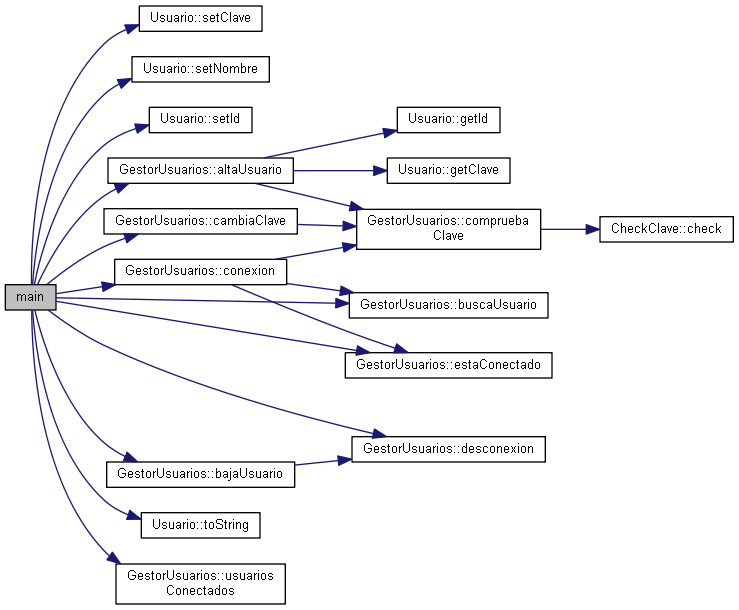 Usuario::setClave
Usuario::setNombre
Usuario::setId
Usuario::getId
GestorUsuarios::altaUsuario
Usuario::getClave
GestorUsuarios::cambiaClave
GestorUsuarios::comprueba
Clave
CheckClave::check
GestorUsuarios::conexion
main
GestorUsuarios::buscaUsuario
GestorUsuarios::estaConectado
GestorUsuarios::desconexion
GestorUsuarios::bajaUsuario
Usuario::toString
GestorUsuarios::usuarios
Conectados